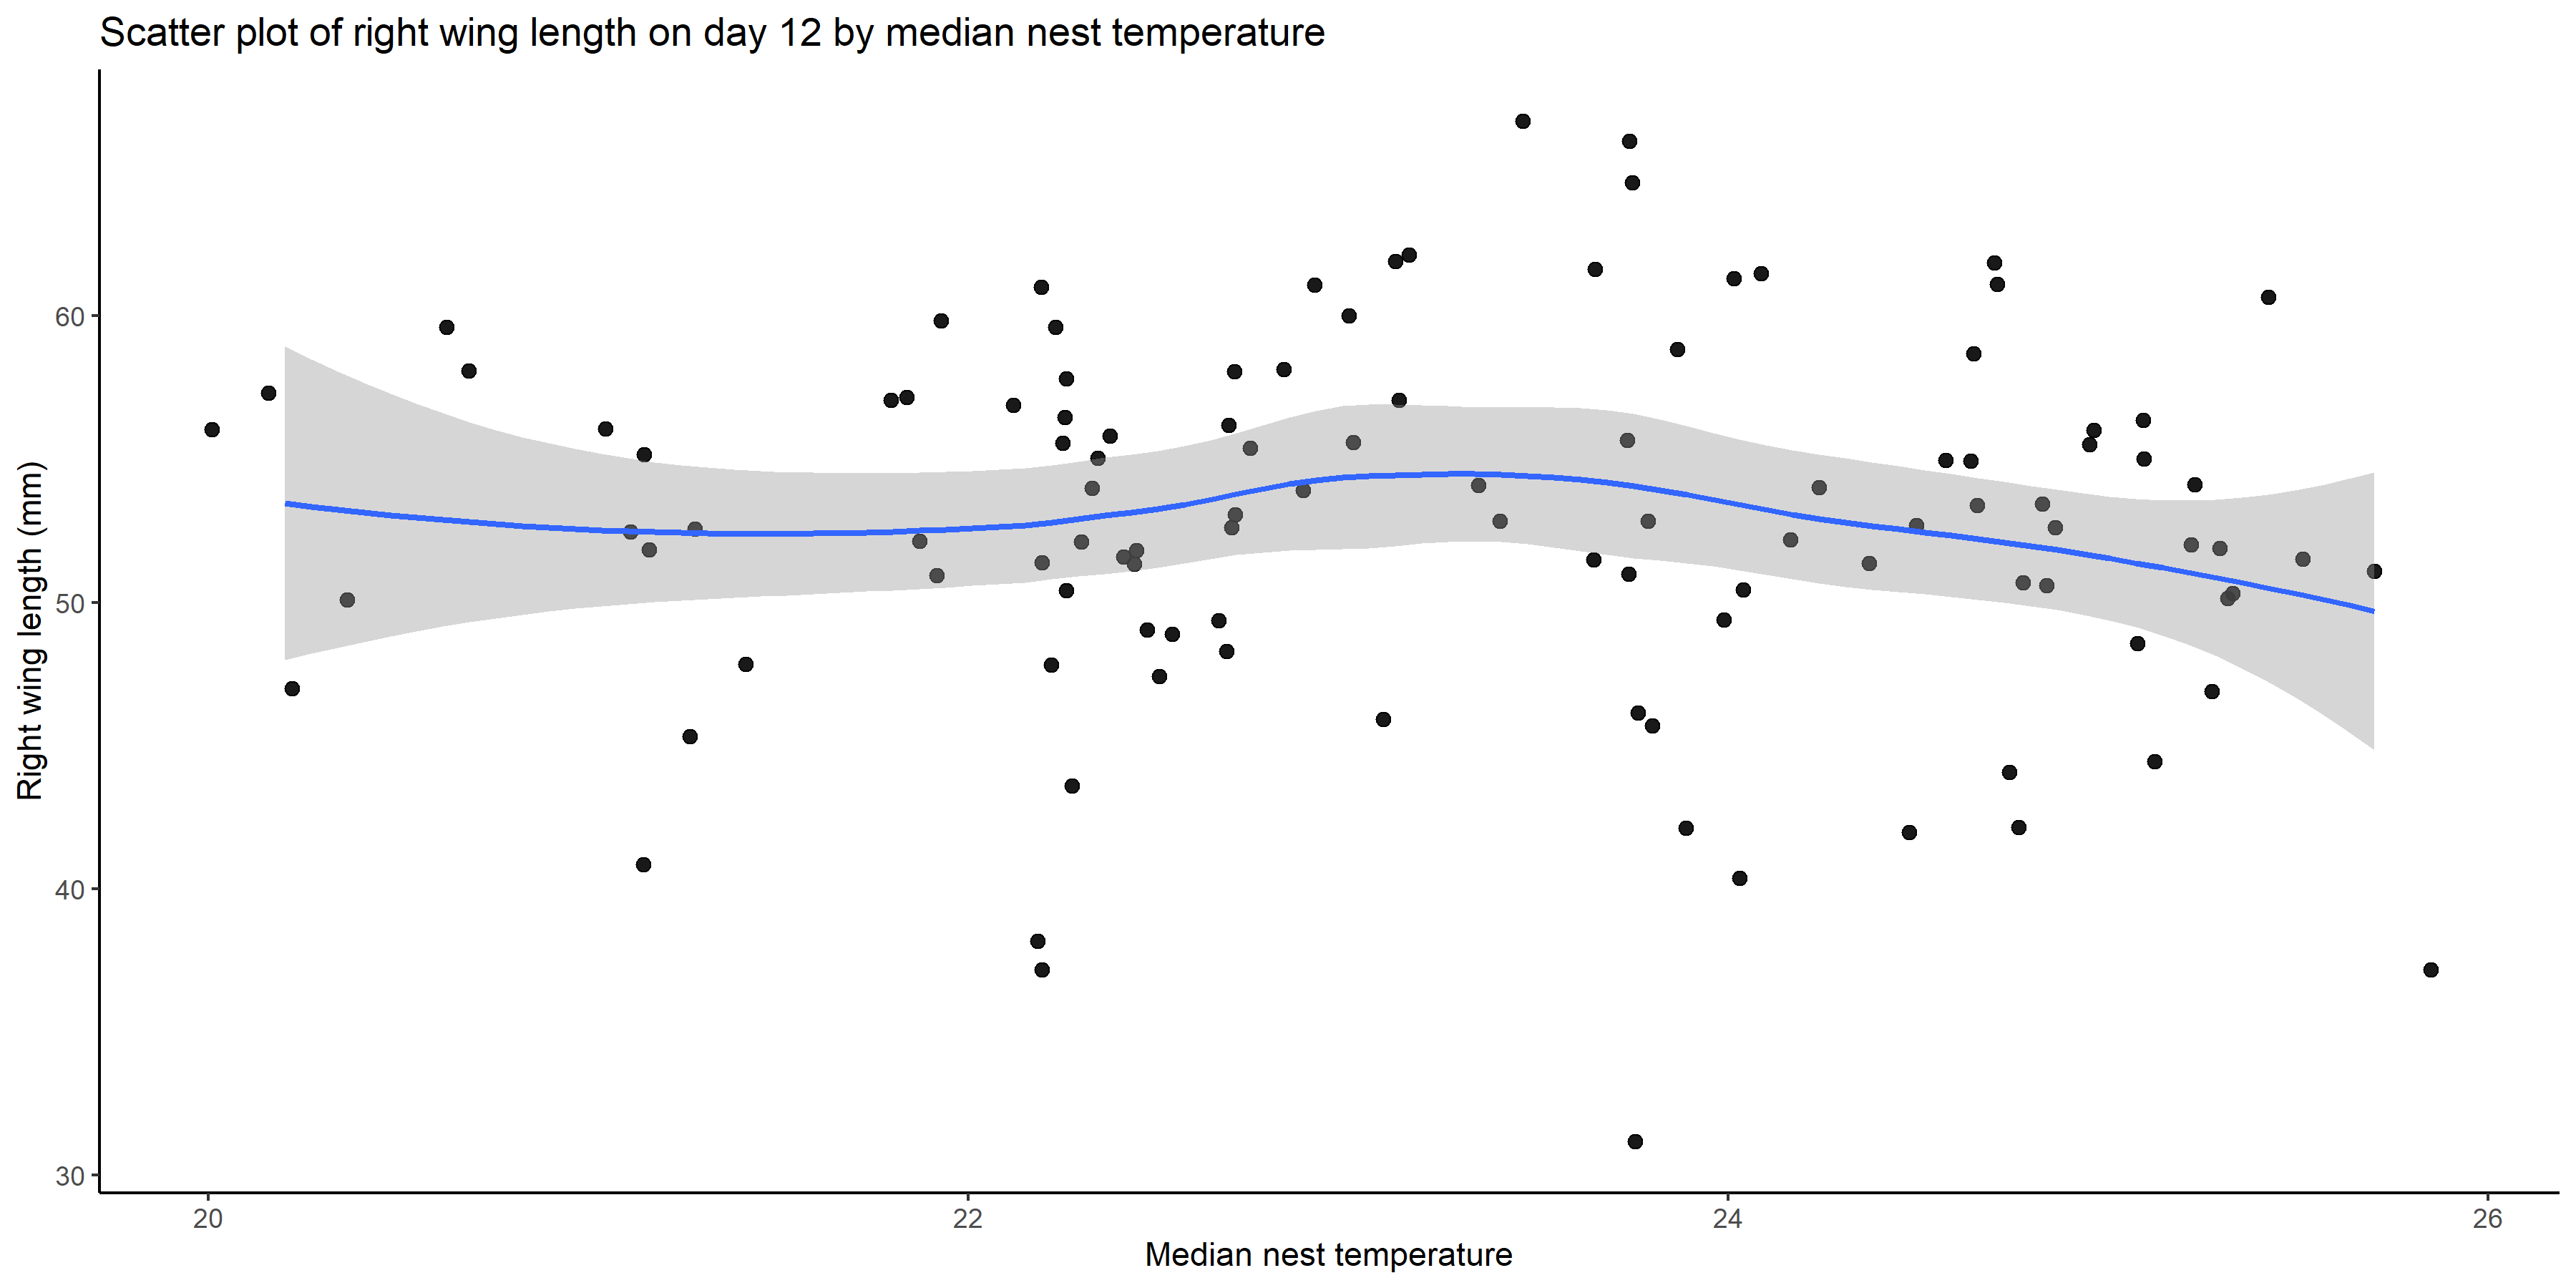 Scatter plot of right wing length on day 12 by median nest temperature
Right wing length (mm)
60
50
40
30
20
22
24
26
Median nest temperature